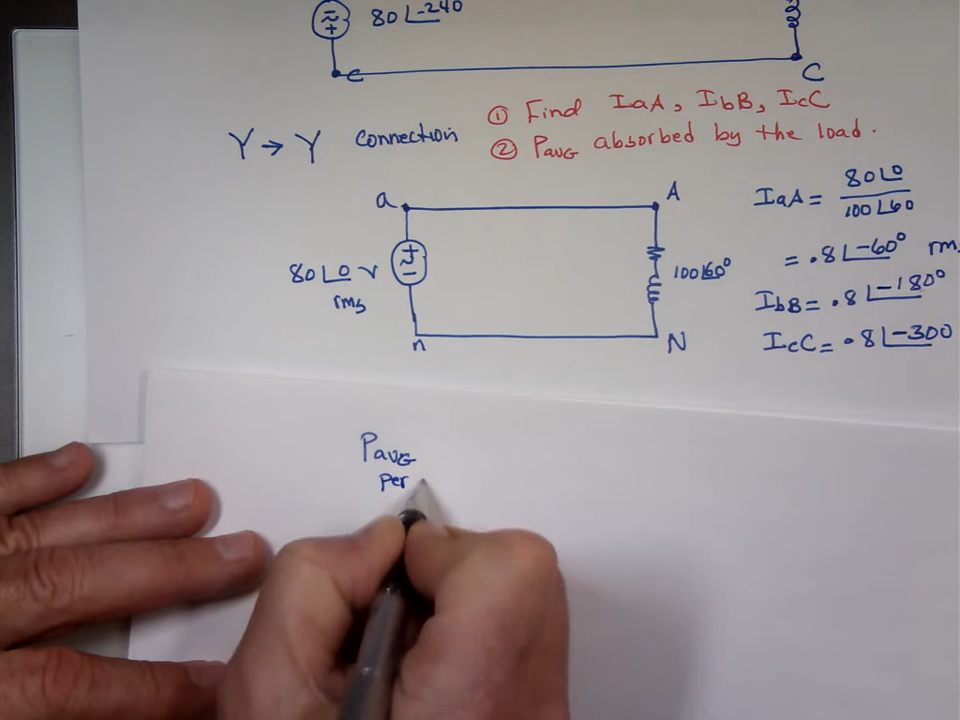 80∠-240
c
C
① Find IaA, IbB, IcC
Y → Y connection
② PAVG absorbed by the load.
a
A
IaA = 80∠0 / 100∠60
80∠0 v
rms
100∠60°
= .8∠-60° rms
IbB = .8∠-180°
IcC = .8∠-300
n
N
PAVG
per